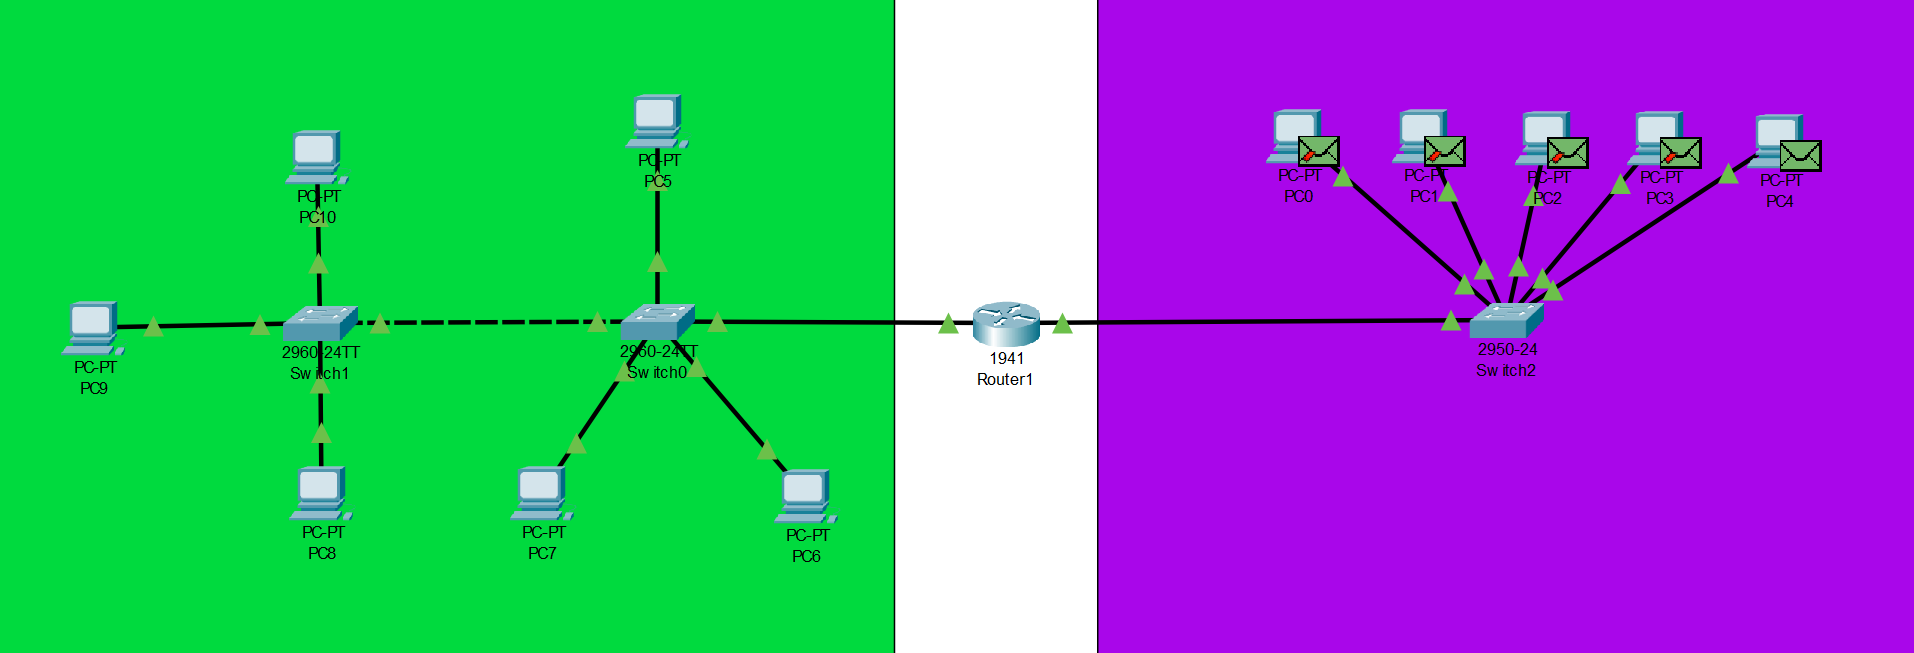 PC-PT
PC10
PC-PT
PC5
PC-PT
PC9
2960-24TT
Switch1
2960-24TT
Switch0
PC-PT
PC8
PC-PT
PC7
PC-PT
PC6
1941
Router1
PC-PT
PC0
PC-PT
PC1
PC-PT
PC2
PC-PT
PC3
PC-PT
PC4
2950-24
Switch2